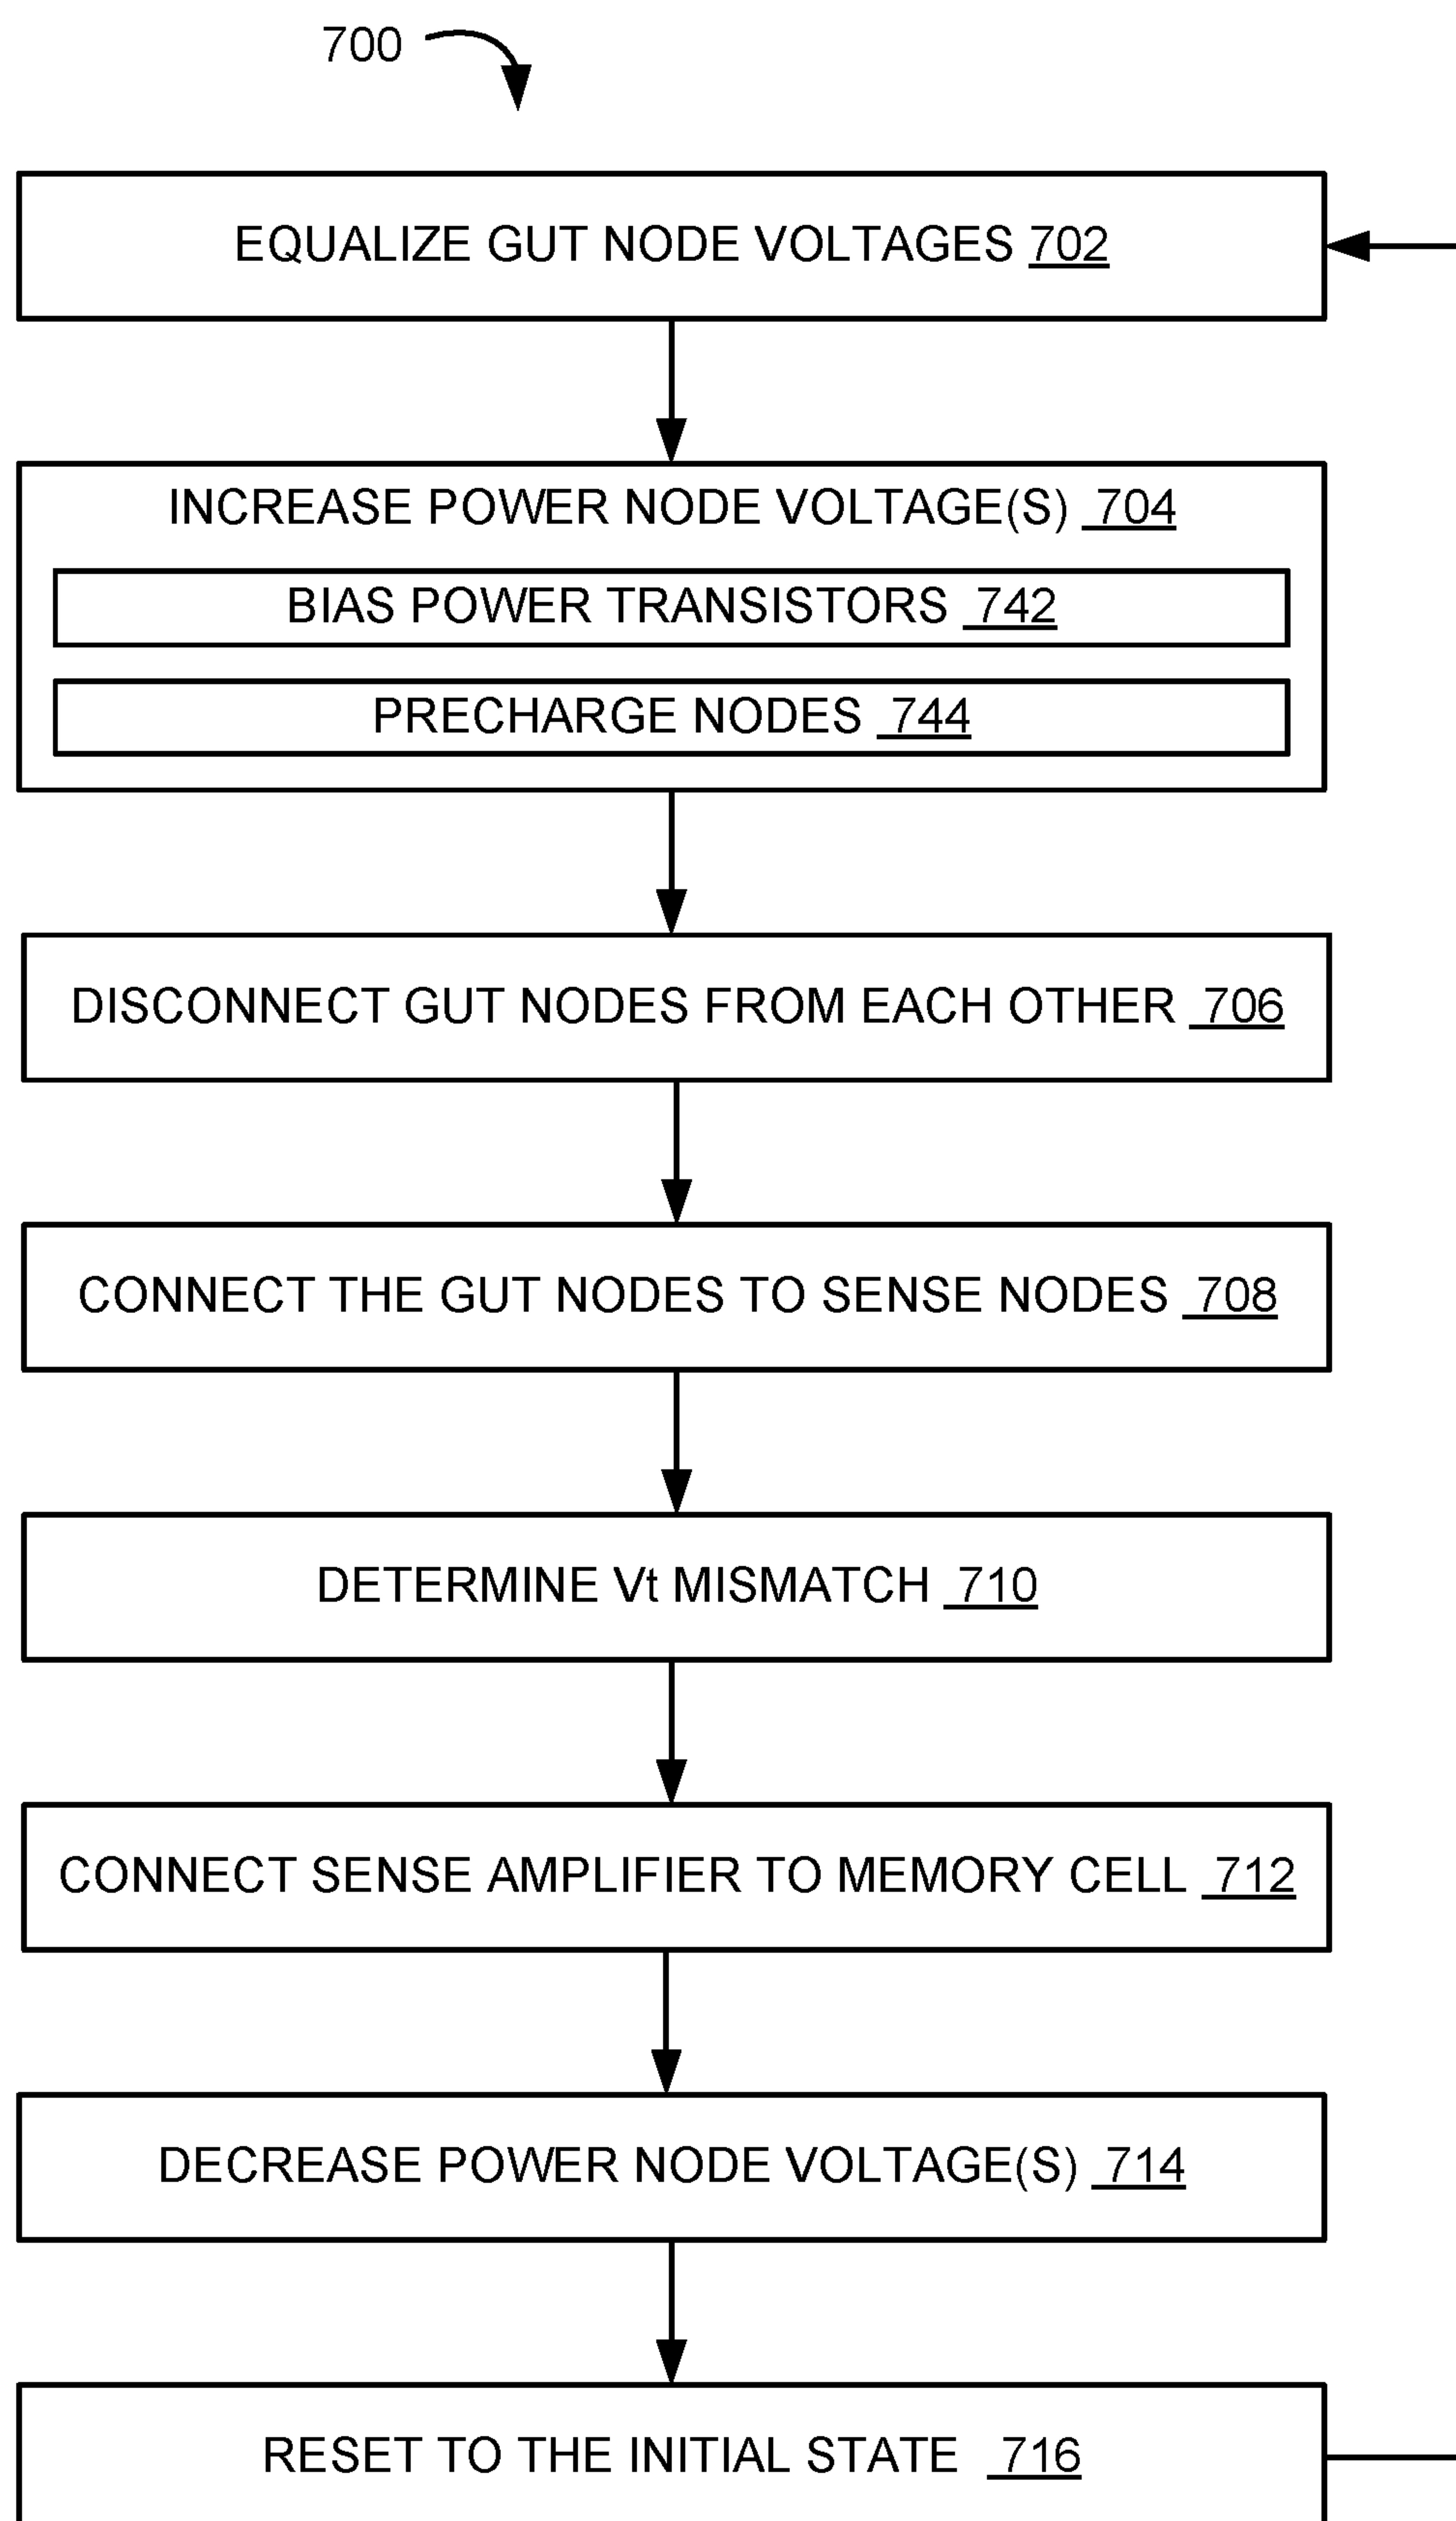 700
EQUALIZE GUT NODE VOLTAGES 702
INCREASE POWER NODE VOLTAGE(S) 704
BIAS POWER TRANSISTORS 742
PRECHARGE NODES 744
DISCONNECT GUT NODES FROM EACH OTHER 706
CONNECT THE GUT NODES TO SENSE NODES 708
DETERMINE Vt MISMATCH 710
CONNECT SENSE AMPLIFIER TO MEMORY CELL 712
DECREASE POWER NODE VOLTAGE(S) 714
RESET TO THE INITIAL STATE 716